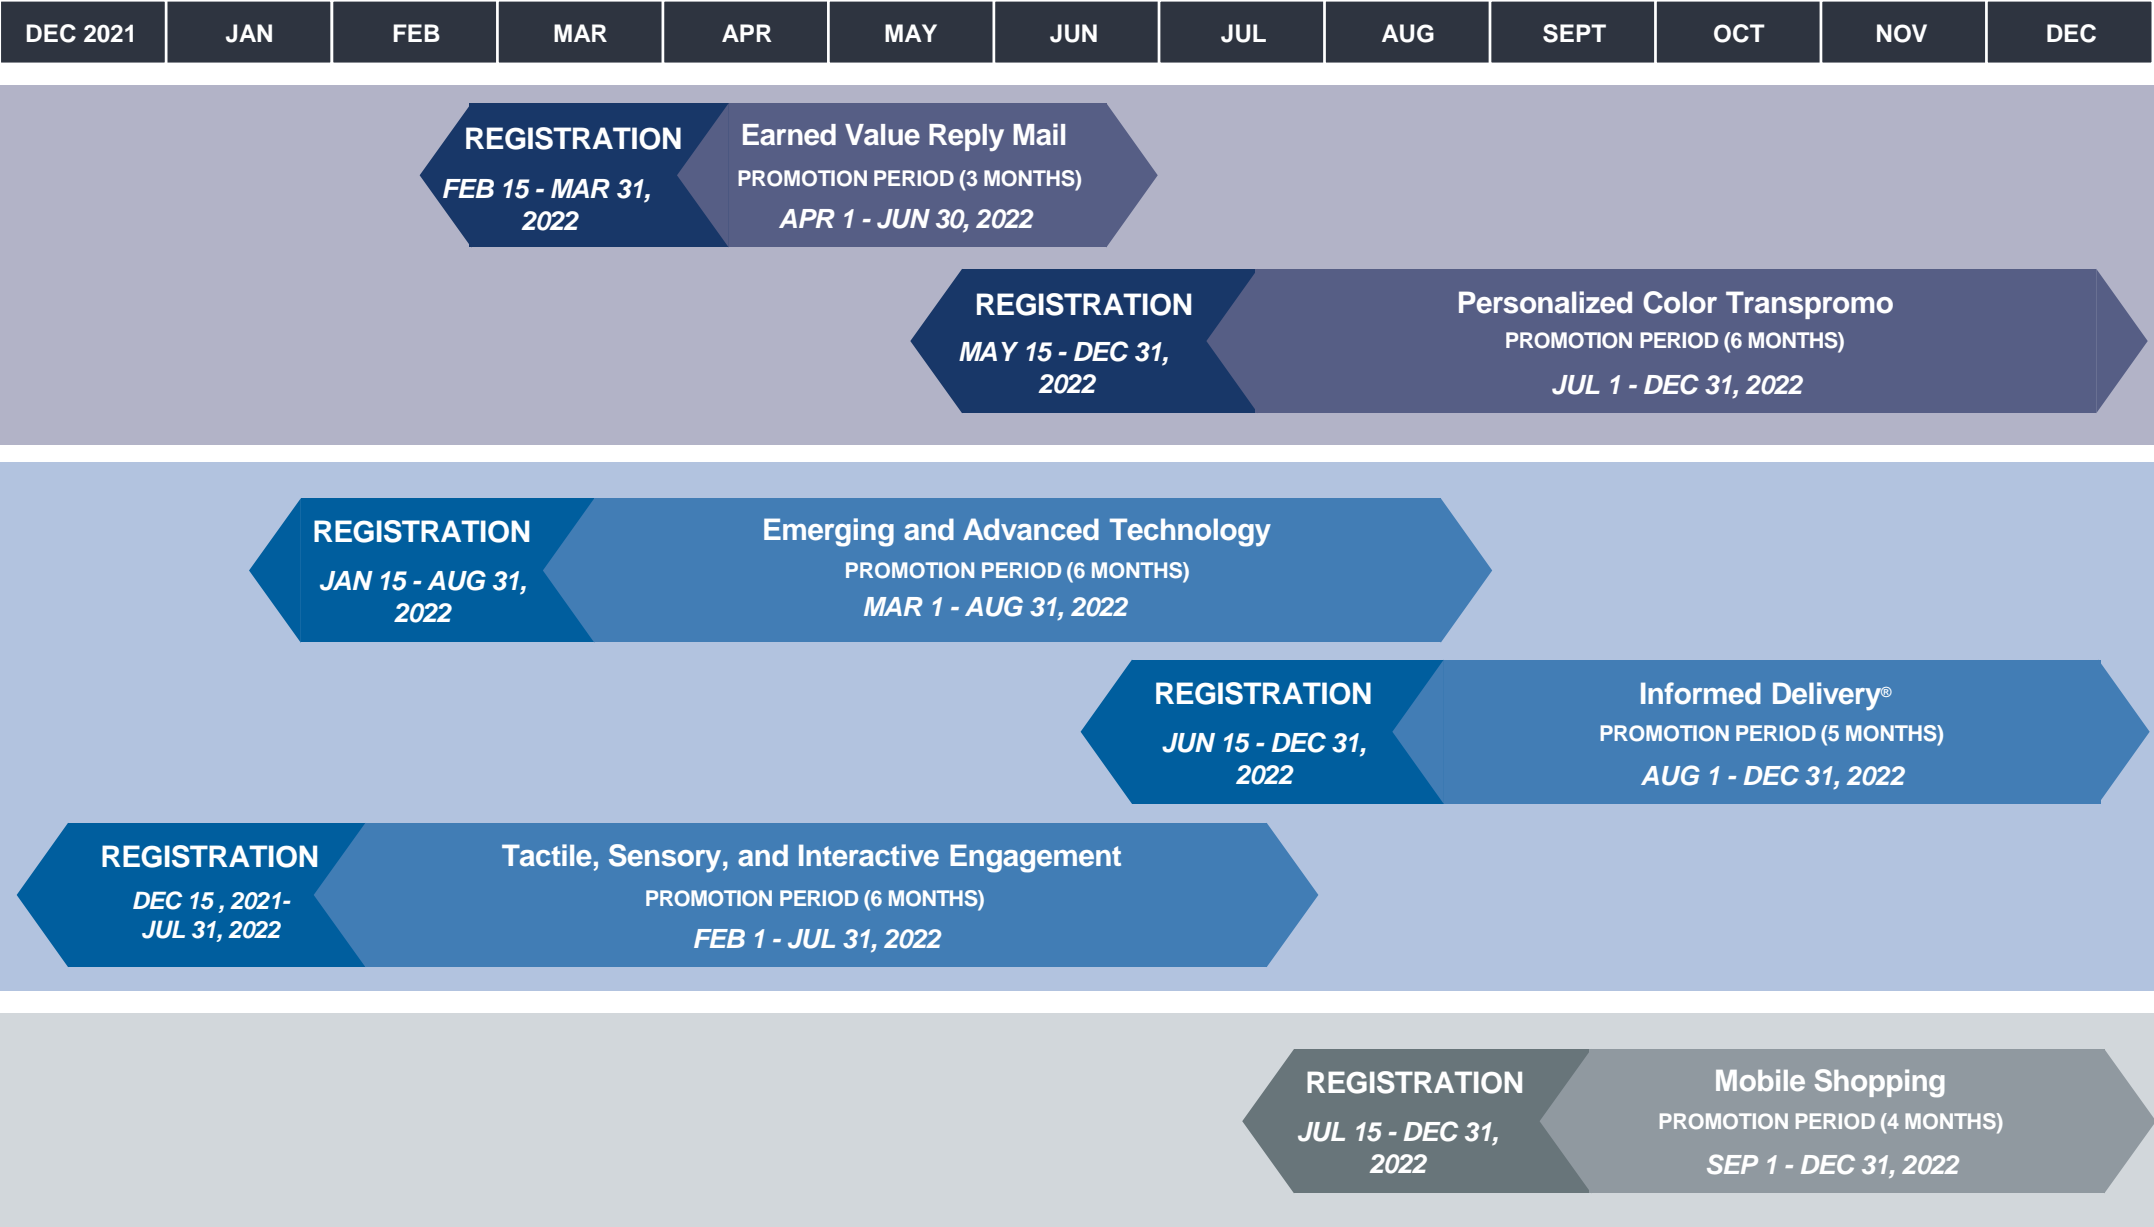 DEC 2021 JAN FEB MAR APR MAY JUN JUL AUG SEPT OCT NOV DEC
REGISTRATION
FEB 15 - MAR 31,
2022
Earned Value Reply Mail
PROMOTION PERIOD (3 MONTHS)
APR 1 - JUN 30, 2022
REGISTRATION
MAY 15 - DEC 31,
2022
Personalized Color Transpromo
PROMOTION PERIOD (6 MONTHS)
JUL 1 - DEC 31, 2022
REGISTRATION
JAN 15 - AUG 31,
2022
Emerging and Advanced Technology
PROMOTION PERIOD (6 MONTHS)
MAR 1 - AUG 31, 2022
REGISTRATION
JUN 15 - DEC 31,
2022
Informed Delivery®
PROMOTION PERIOD (5 MONTHS)
AUG 1 - DEC 31, 2022
REGISTRATION
DEC 15 , 2021-
JUL 31, 2022
Tactile, Sensory, and Interactive Engagement
PROMOTION PERIOD (6 MONTHS)
FEB 1 - JUL 31, 2022
REGISTRATION
JUL 15 - DEC 31,
2022
Mobile Shopping
PROMOTION PERIOD (4 MONTHS)
SEP 1 - DEC 31, 2022